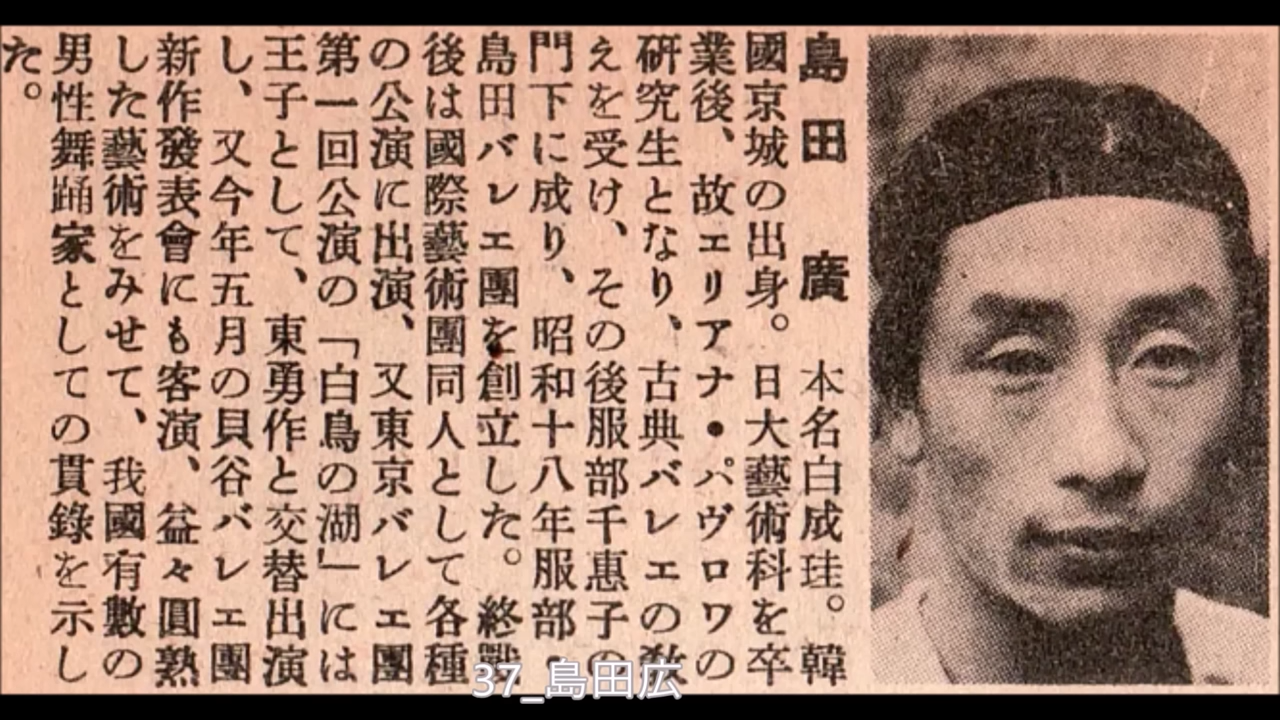 島田 廣 本名白成珪。韓
國京城の出身。日大藝術科を卒
業後、故エリアナ・パヴロワの
研究生となり、古典バレエの敎
えを受け、その後服部千惠子の
門下に成り、昭和十八年服部・
島田バレエ團を創立した。終戰
後は國際藝術團同人として各種
の公演に出演、又東京バレエ團
第一回公演の「白鳥の湖」には
王子として、東勇作と交替出演
し、又今年五月の貝谷バレエ團
新作發表會にも客演、益々圓熟
した藝術をみせて、我國有數の
男性舞踊家としての貫錄を示し
た。
37_島田広